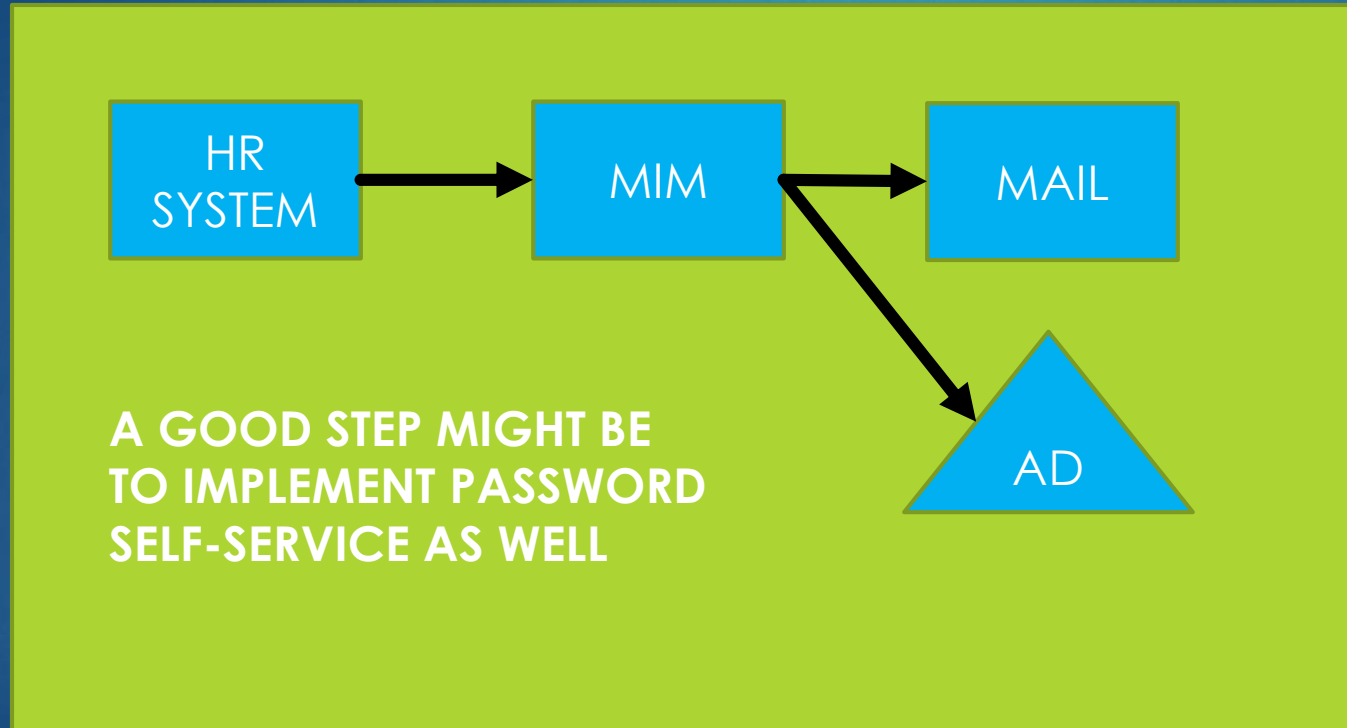 HR
SYSTEM
MIM
MAIL
AD
A GOOD STEP MIGHT BE
TO IMPLEMENT PASSWORD
SELF-SERVICE AS WELL